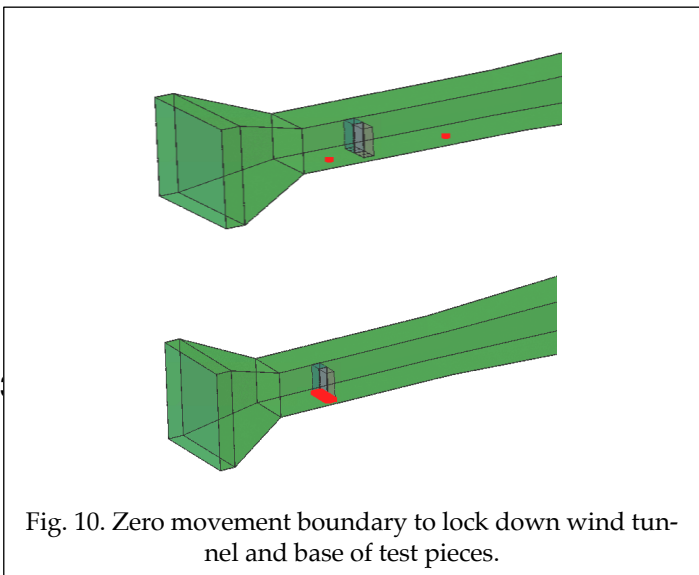 Fig. 10. Zero movement boundary to lock down wind tun-
nel and base of test pieces.